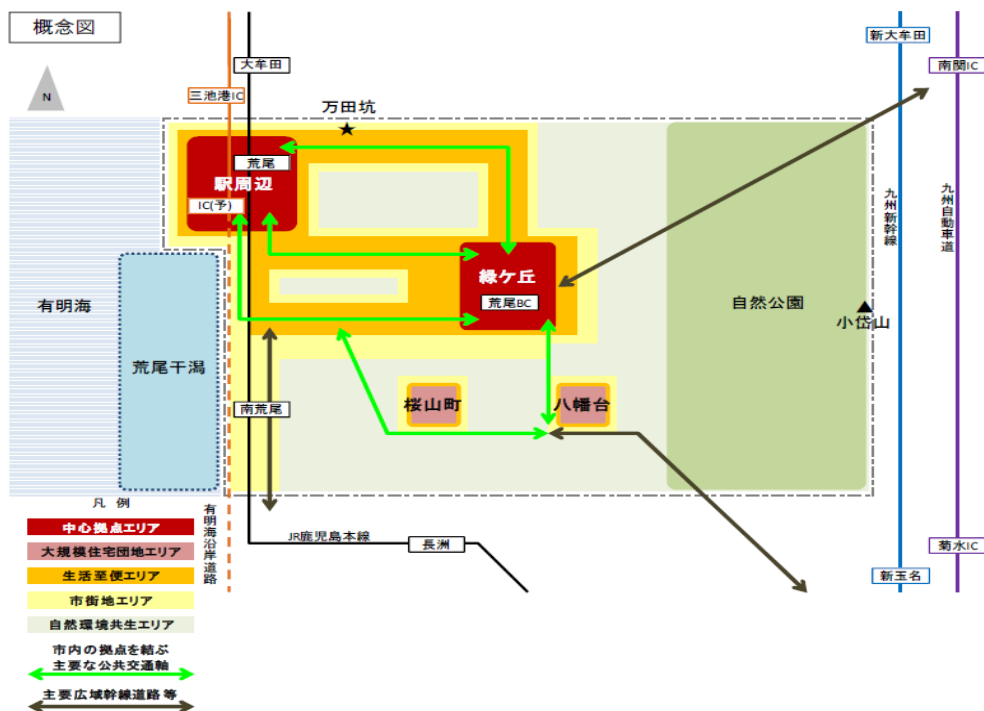 概念図
新大牟田
大牟田
南関IC
N
三池港IC
万田坑
荒尾
駅周辺
IC(予)
九州新幹線
九州自動車道
緑ケ丘
荒尾BC
有明海
自然公園
小岱山
荒尾干潟
桜山町
八幡台
南荒尾
凡 例
中心拠点エリア
大規模住宅団地エリア
生活至便エリア
市街地エリア
自然環境共生エリア
市内の拠点を結ぶ
主要な公共交通軸
主要広域幹線道路等
有明海沿岸道路
JR鹿児島本線
長洲
菊水IC
新玉名